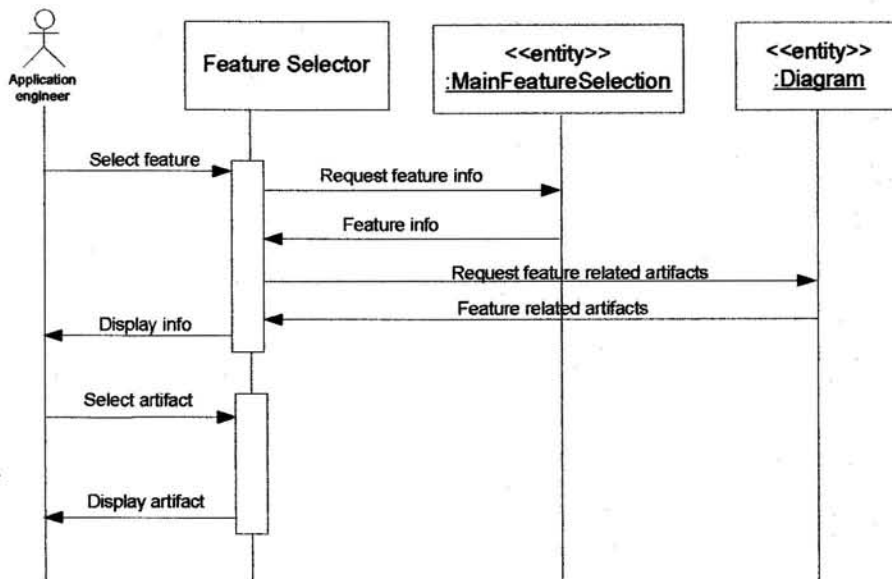 Application
engineer
Feature Selector
<<entity>>
:MainFeatureSelection
<<entity>>
:Diagram
Select feature
Request feature info
Feature info
Request feature related artifacts
Feature related artifacts
Display info
Select artifact
Display artifact